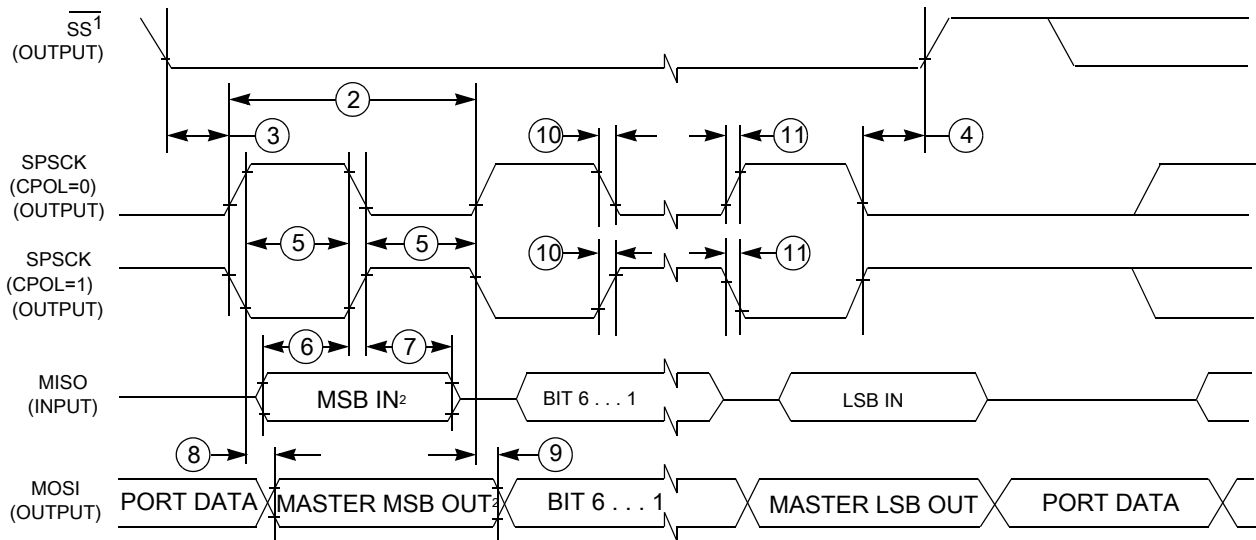 SS¹
(OUTPUT)
2
3
10
11
4
SPSCK
(CPOL=0)
(OUTPUT)
5
5
SPSCK
(CPOL=1)
(OUTPUT)
10
11
6
7
MISO
(INPUT)
MSB IN²
BIT 6 . . . 1
LSB IN
8
9
MOSI
(OUTPUT)
PORT DATA
MASTER MSB OUT²
BIT 6 . . . 1
MASTER LSB OUT
PORT DATA